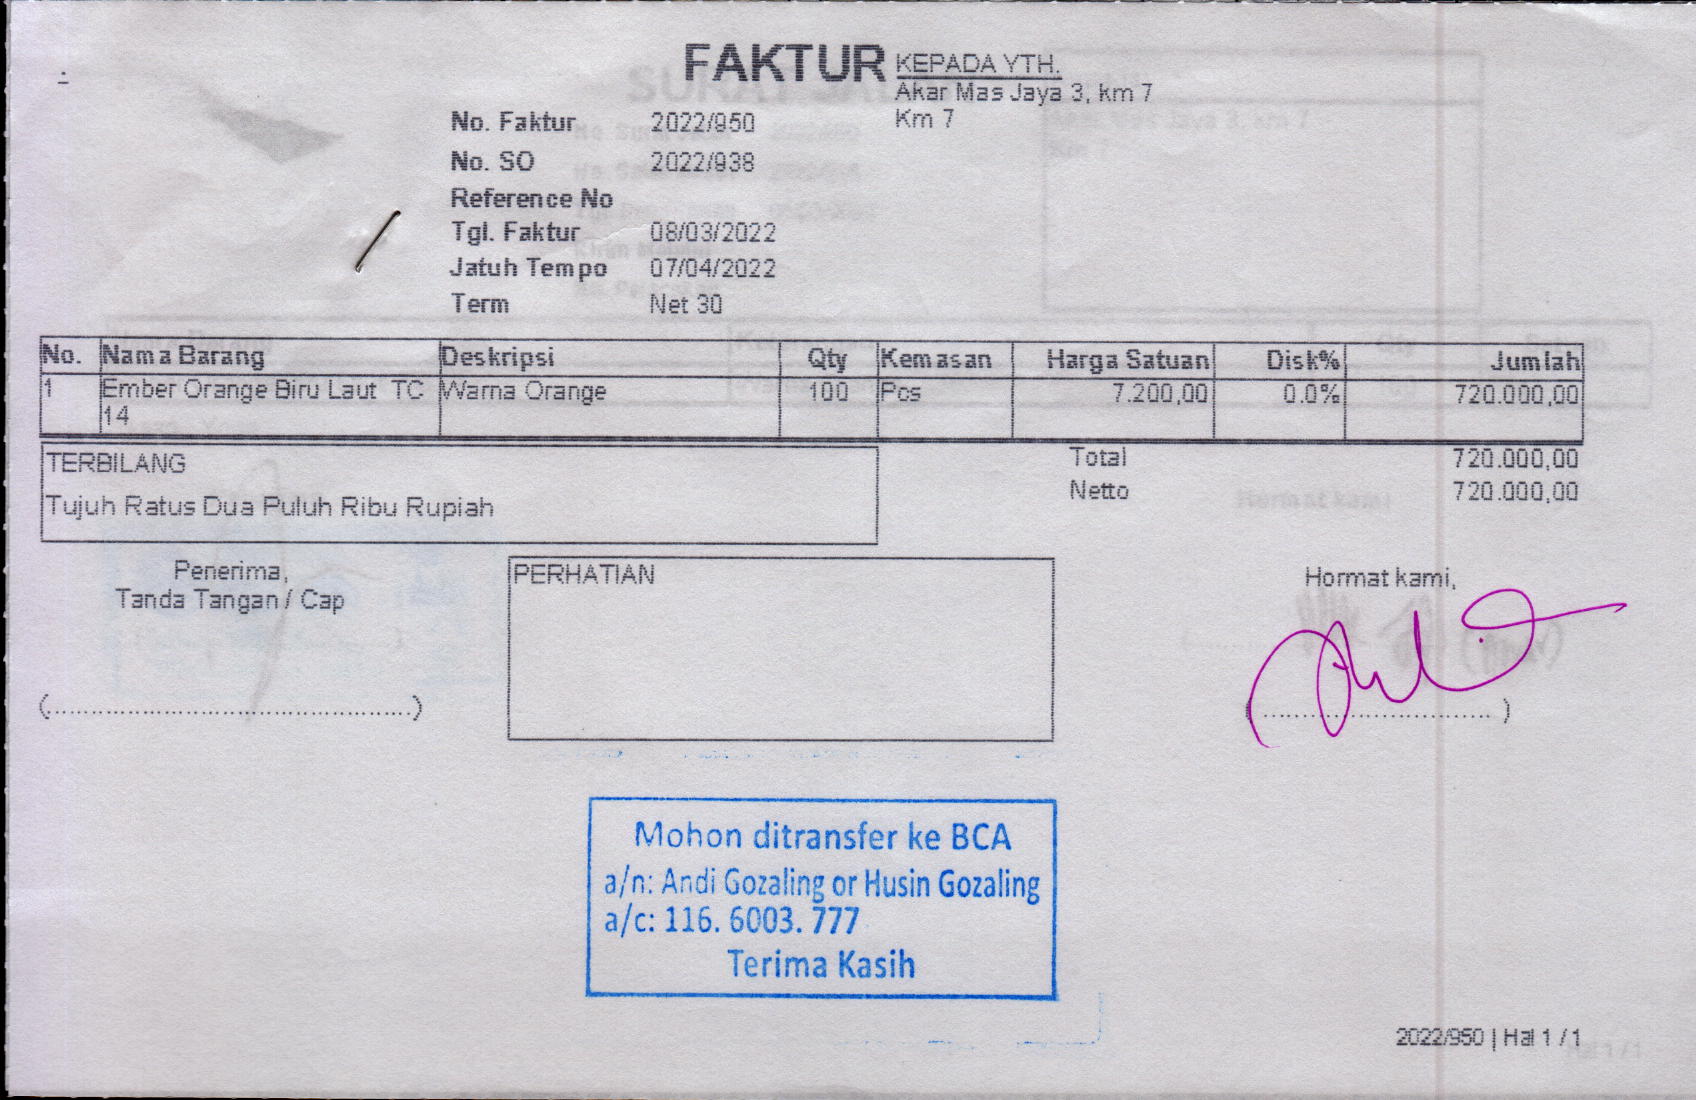 FAKTUR
KEPADA YTH.
Akar Mas Jaya 3, km 7
Km 7
No. Faktur 2022/950
No. SO 2022/938
Reference No
Tgl. Faktur 08/03/2022
Jatuh Tempo 07/04/2022
Term Net 30
No. Nama Barang Deskripsi Qty Kemasan Harga Satuan Disk% Jumlah
1 Ember Orange Biru Laut TC Warna Orange 100 Pcs 7.200,00 0.0% 720.000,00
14
TERBILANG
Tujuh Ratus Dua Puluh Ribu Rupiah
Total 720.000,00
Netto 720.000,00
Penerima,
Tanda Tangan / Cap
(.........................................)
PERHATIAN
Hormat kami,
(.......................... )
Mohon ditransfer ke BCA
a/n: Andi Gozaling or Husin Gozaling
a/c: 116. 6003. 777
Terima Kasih
2022/950 | Hal 1 / 1